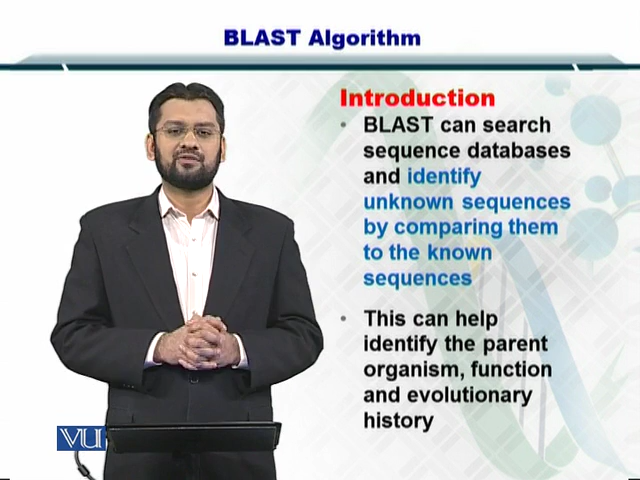 BLAST Algorithm
Introduction
• BLAST can search
sequence databases
and identify
unknown sequences
by comparing them
to the known
sequences
• This can help
identify the parent
organism, function
and evolutionary
history
VU